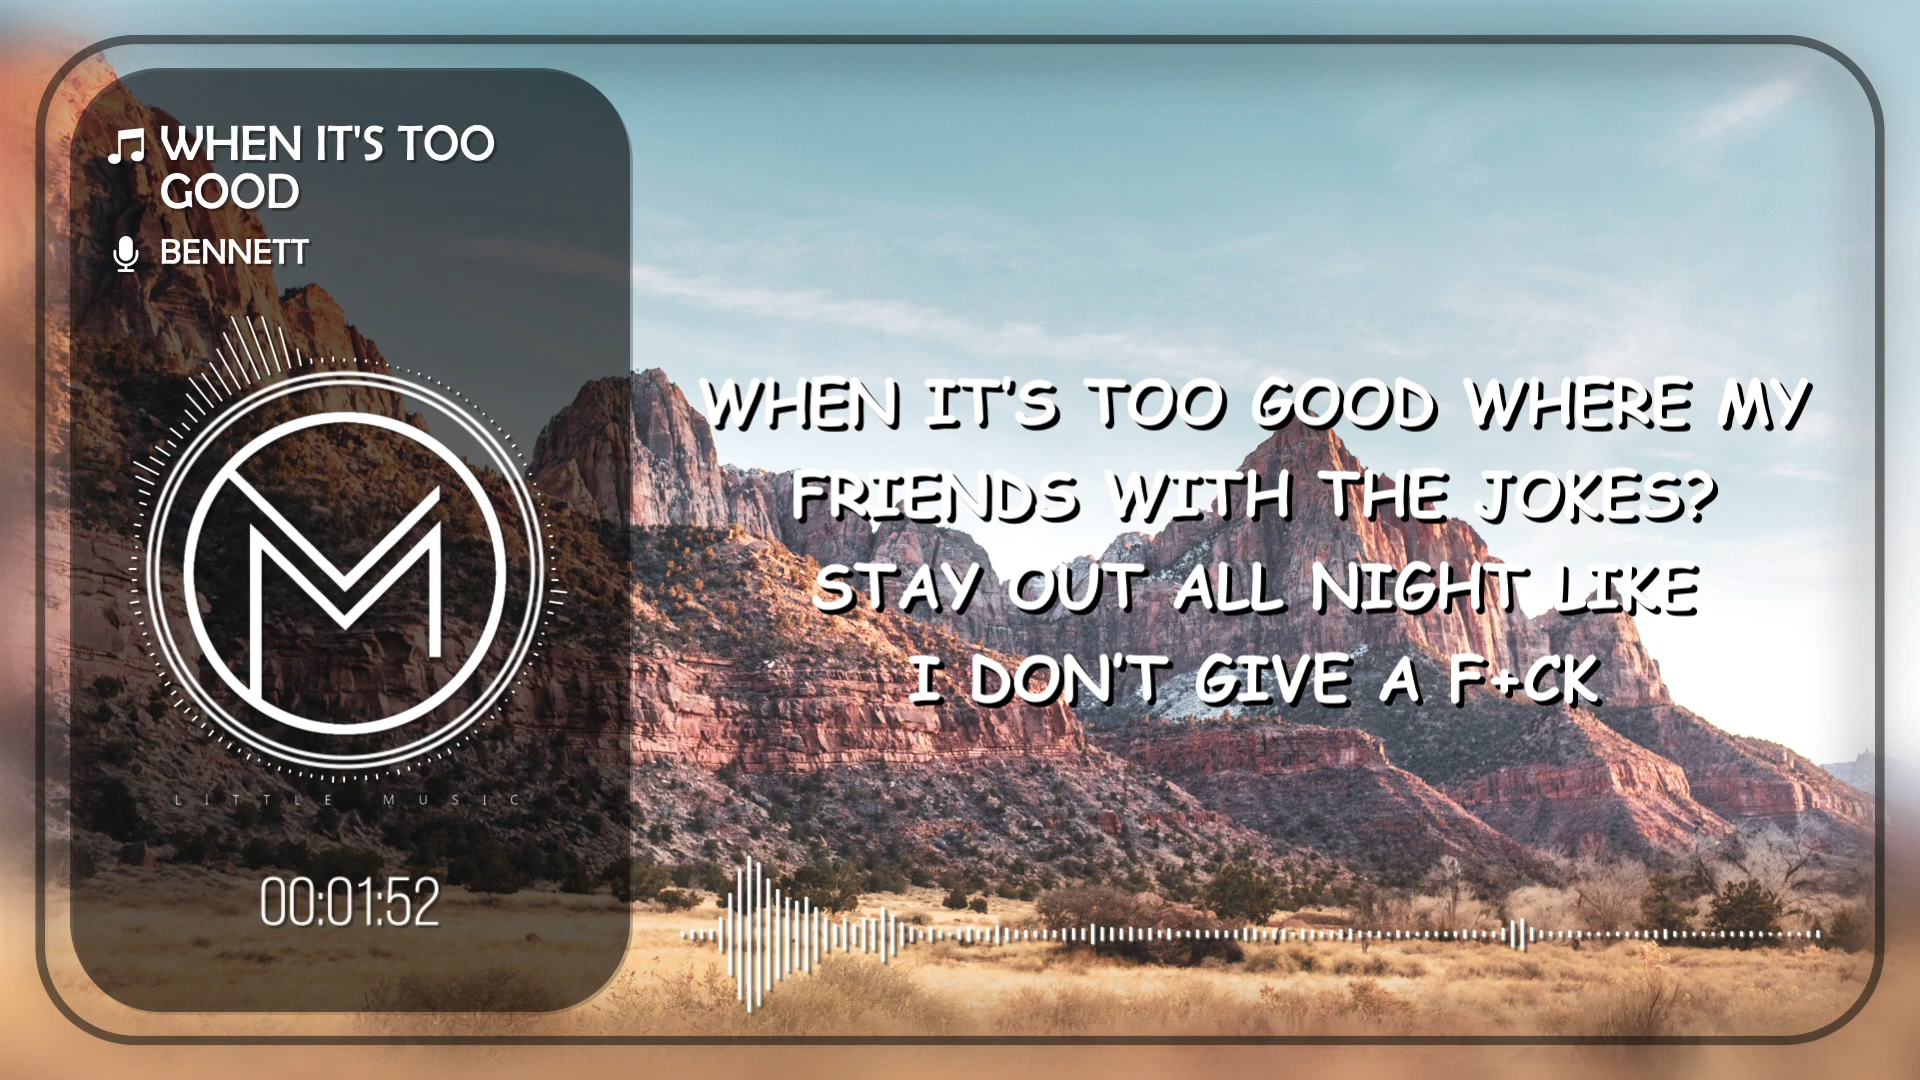 WHEN IT'S TOO
GOOD
BENNETT
LITTLE MUSIC
00:01:52
WHEN IT'S TOO GOOD WHERE MY
FRIENDS WITH THE JOKES?
STAY OUT ALL NIGHT LIKE
I DON'T GIVE A F+CK